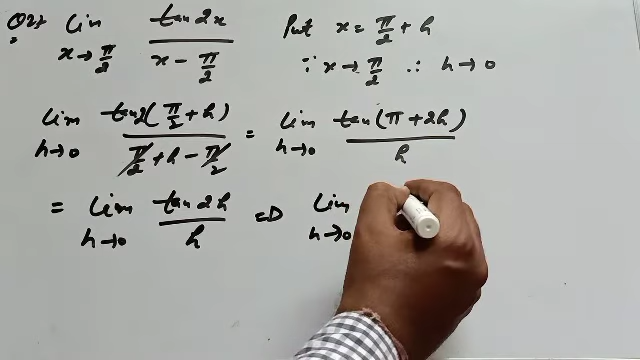 Q2) lim x→π/2 tan2x / x - π/2 Put x = π/2 + h
∵ x→π/2 ∴ h→0
lim h→0 tan2(π/2 + h) / π/2 + h - π/2 = lim h→0 tan(π + 2h) / h
= lim h→0 tan2h / h ⇒ lim h→0